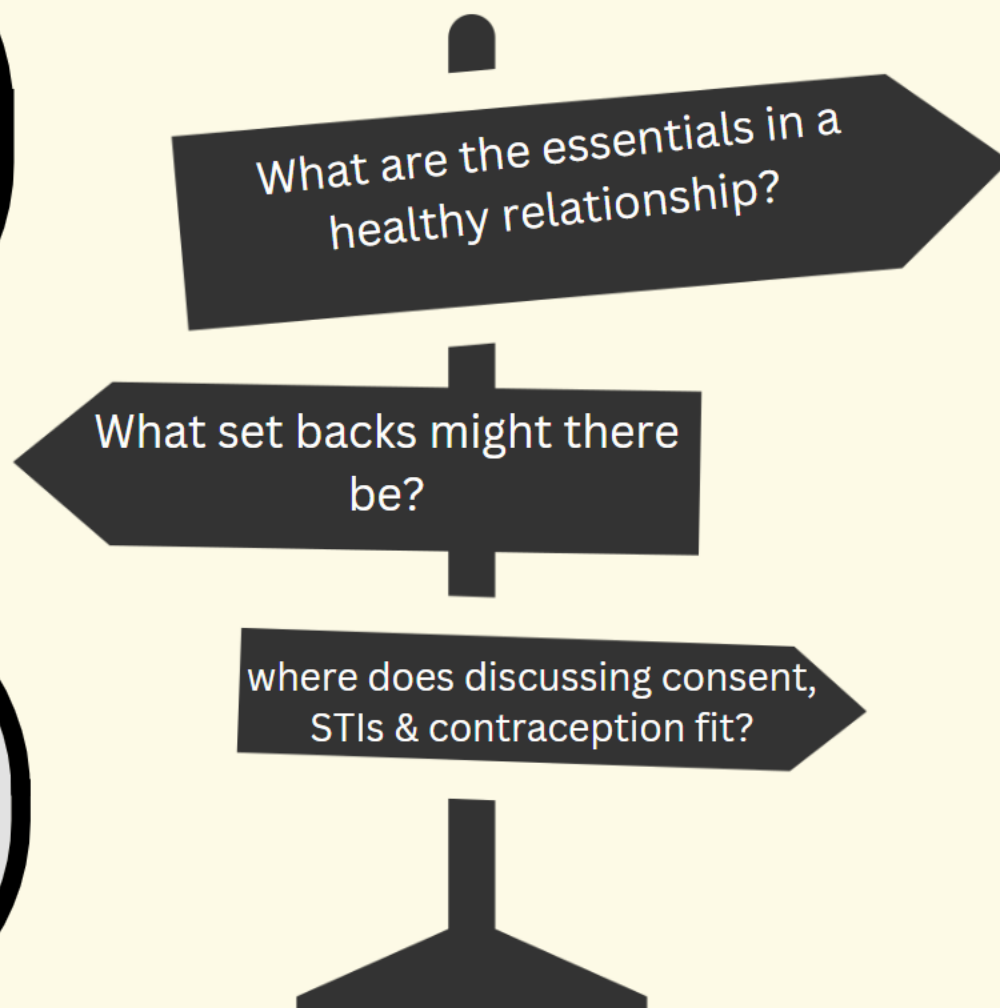 What are the essentials in a
healthy relationship?
What set backs might there
be?
where does discussing consent,
STIs & contraception fit?